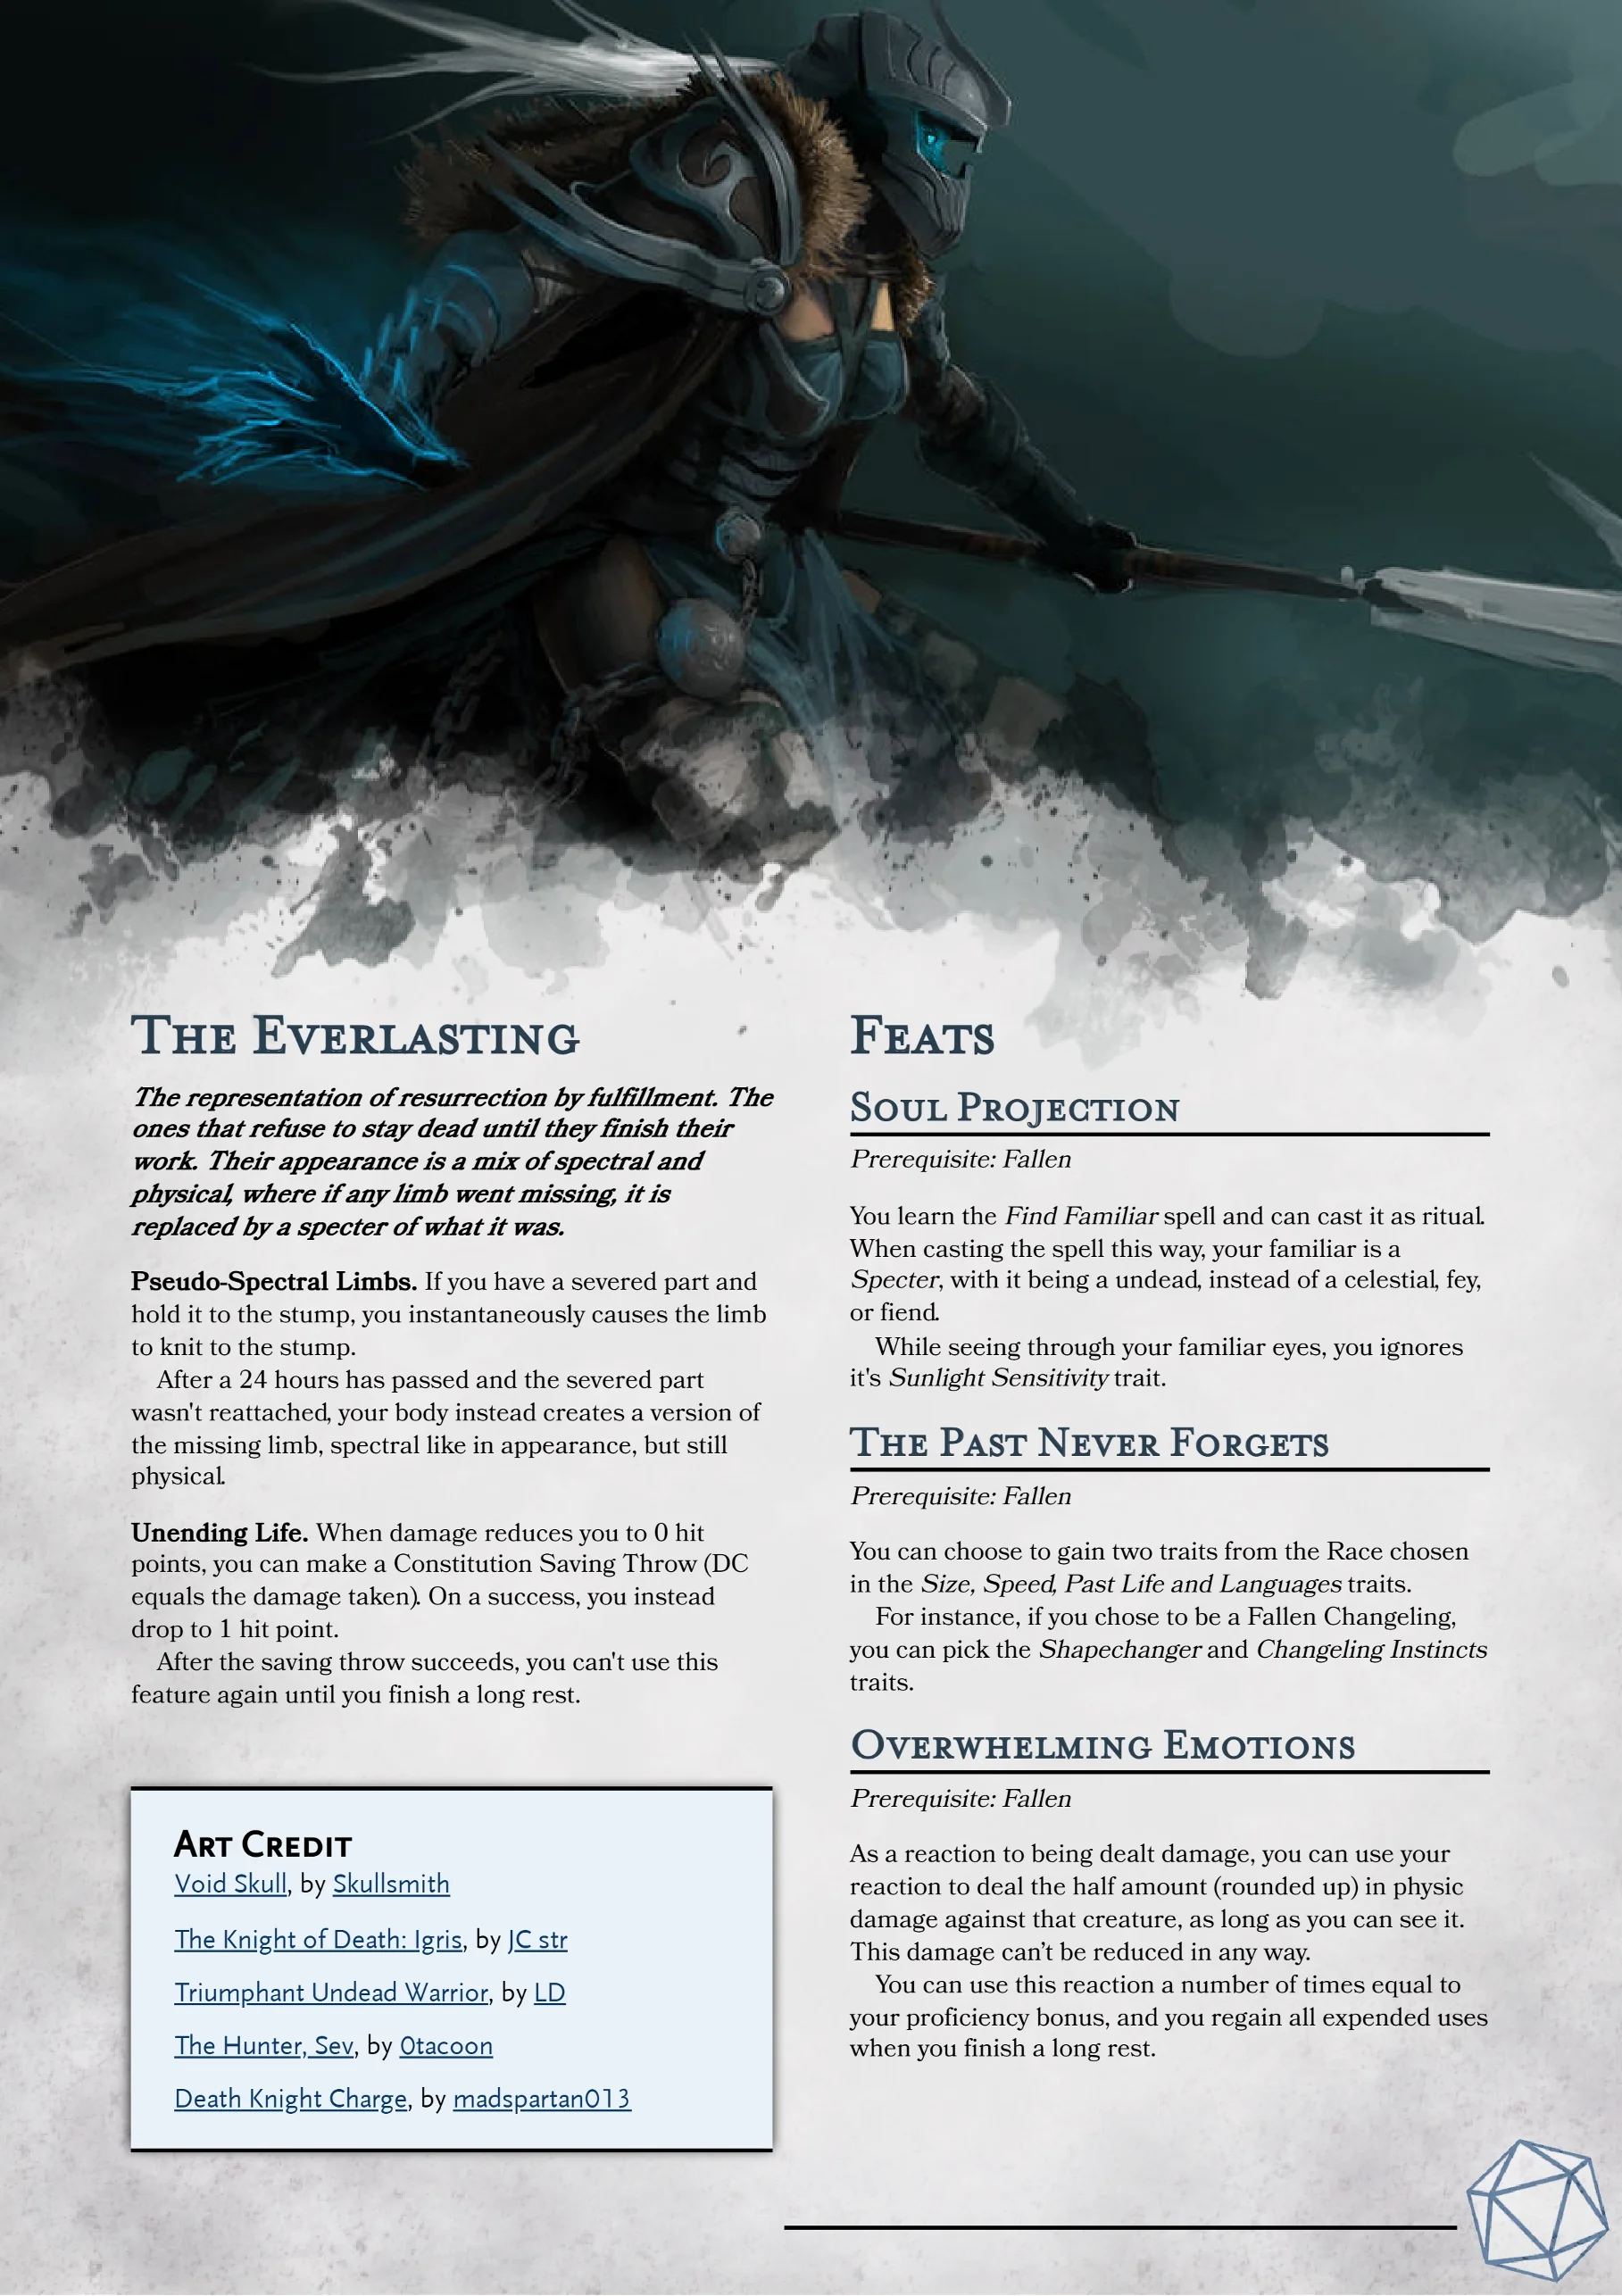 The Everlasting
The representation of resurrection by fulfillment. The
ones that refuse to stay dead until they finish their
work. Their appearance is a mix of spectral and
physical, where if any limb went missing, it is
replaced by a specter of what it was.
Pseudo-Spectral Limbs. If you have a severed part and
hold it to the stump, you instantaneously causes the limb
to knit to the stump.
After a 24 hours has passed and the severed part
wasn't reattached, your body instead creates a version of
the missing limb, spectral like in appearance, but still
physical.
Unending Life. When damage reduces you to 0 hit
points, you can make a Constitution Saving Throw (DC
equals the damage taken). On a success, you instead
drop to 1 hit point.
After the saving throw succeeds, you can't use this
feature again until you finish a long rest.
Art Credit
Void Skull, by Skullsmith
The Knight of Death: Igris, by JC str
Triumphant Undead Warrior, by LD
The Hunter, Sev, by 0tacoon
Death Knight Charge, by madspartan013
Feats
Soul Projection
Prerequisite: Fallen
You learn the Find Familiar spell and can cast it as ritual.
When casting the spell this way, your familiar is a
Specter, with it being a undead, instead of a celestial, fey,
or fiend.
While seeing through your familiar eyes, you ignores
it's Sunlight Sensitivity trait.
The Past Never Forgets
Prerequisite: Fallen
You can choose to gain two traits from the Race chosen
in the Size, Speed, Past Life and Languages traits.
For instance, if you chose to be a Fallen Changeling,
you can pick the Shapechanger and Changeling Instincts
traits.
Overwhelming Emotions
Prerequisite: Fallen
As a reaction to being dealt damage, you can use your
reaction to deal the half amount (rounded up) in physic
damage against that creature, as long as you can see it.
This damage can’t be reduced in any way.
You can use this reaction a number of times equal to
your proficiency bonus, and you regain all expended uses
when you finish a long rest.